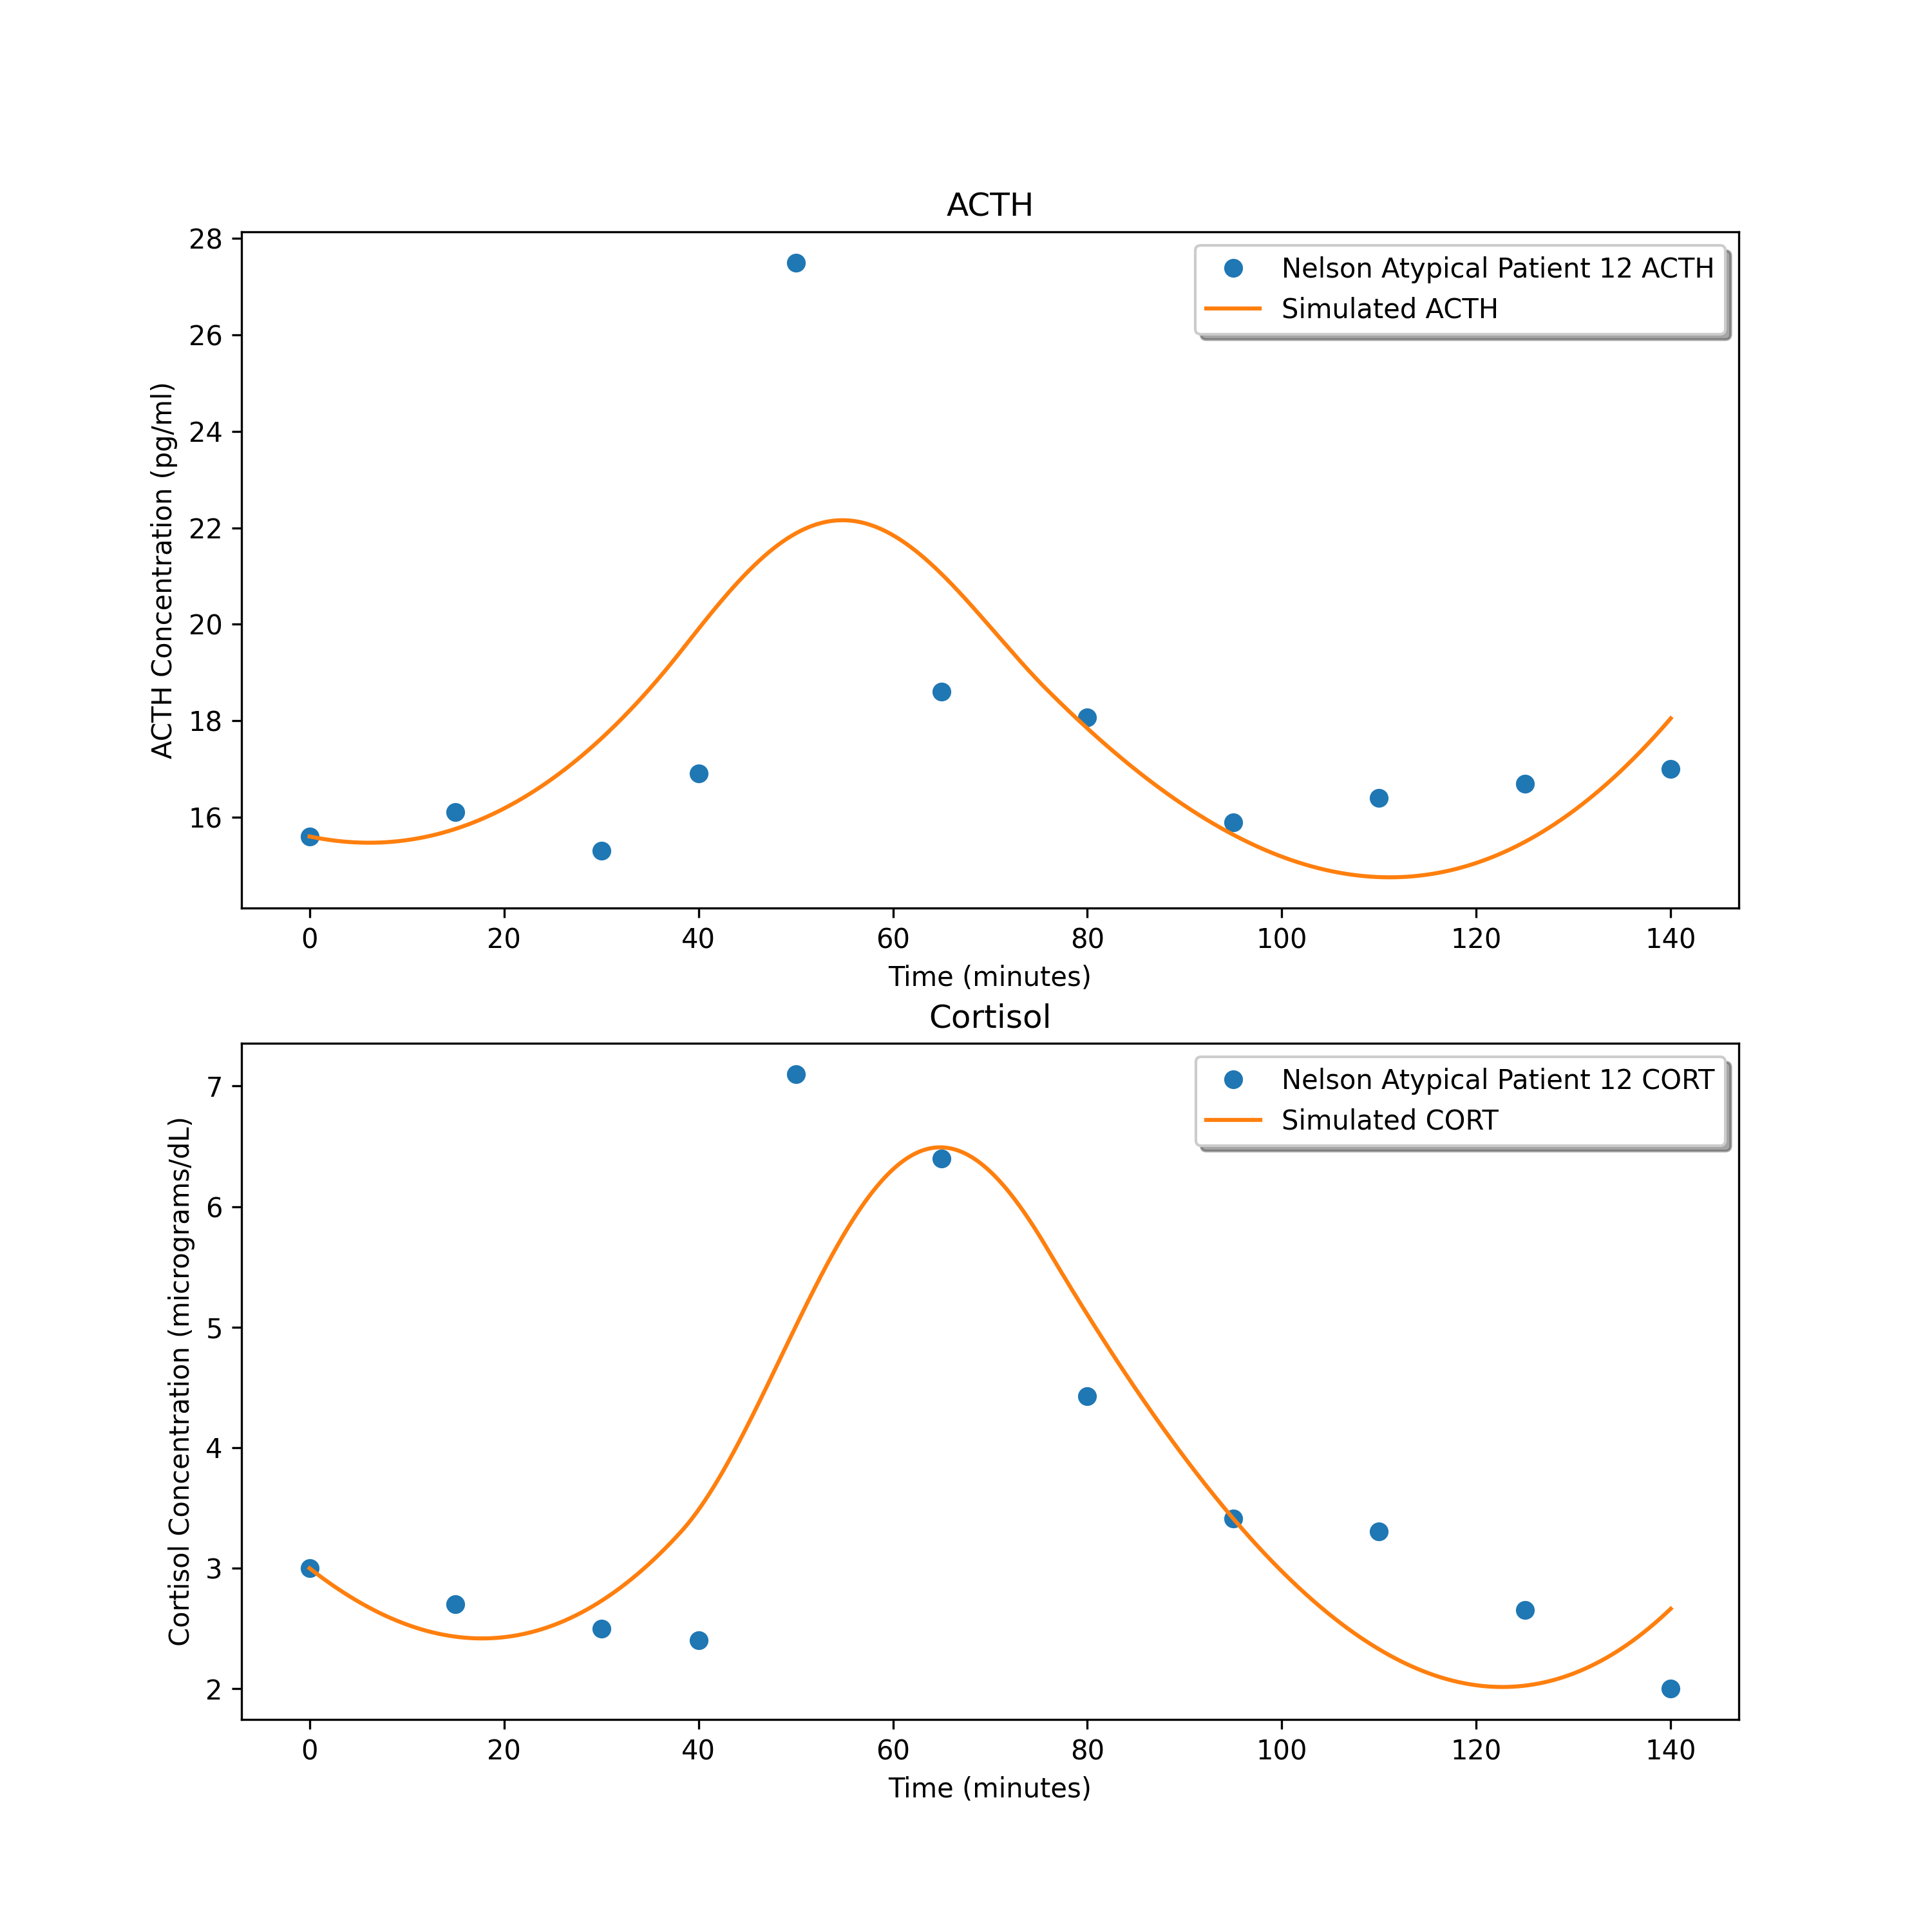 ACTH
28
26
24
22
20
18
16
ACTH Concentration (pg/ml)
Nelson Atypical Patient 12 ACTH
Simulated ACTH
0 20 40 60 80 100 120 140
Time (minutes)
Cortisol
7
6
5
4
3
2
Cortisol Concentration (micrograms/dL)
Nelson Atypical Patient 12 CORT
Simulated CORT
0 20 40 60 80 100 120 140
Time (minutes)